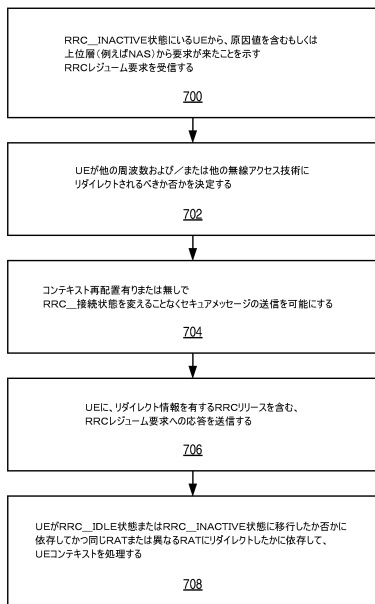 RRC__INACTIVE状態にいるUEから、原因値を含むもしくは
上位層(例えばNAS)から要求が来たことを示す
RRCレジューム要求を受信する
700
UEが他の周波数および/または他の無線アクセス技術に
リダイレクトされるべきか否かを決定する
702
コンテキスト再配置有りまたは無しで
RRC__接続状態を変えることなくセキュアメッセージの送信を可能にする
704
UEに、リダイレクト情報を有するRRCリリースを含む、
RRCレジューム要求への応答を送信する
706
UEがRRC__IDLE状態またはRRC__INACTIVE状態に移行したか否かに
依存してかつ同じRATまたは異なるRATにリダイレクトしたかに依存して、
UEコンテキストを処理する
708